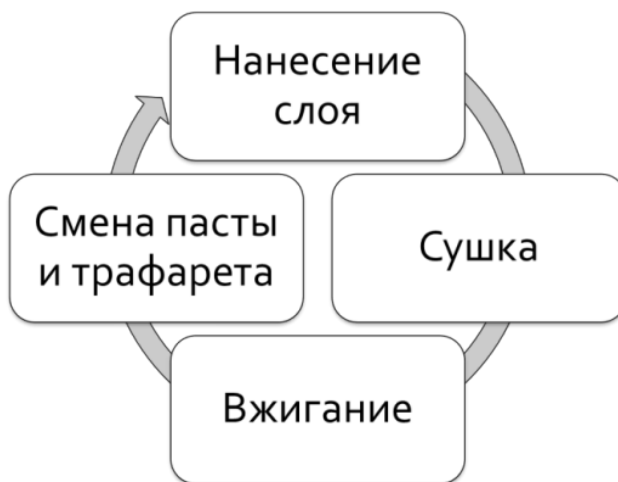 Нанесение
слоя
Сушка
Вжигание
Смена пасты
и трафарета